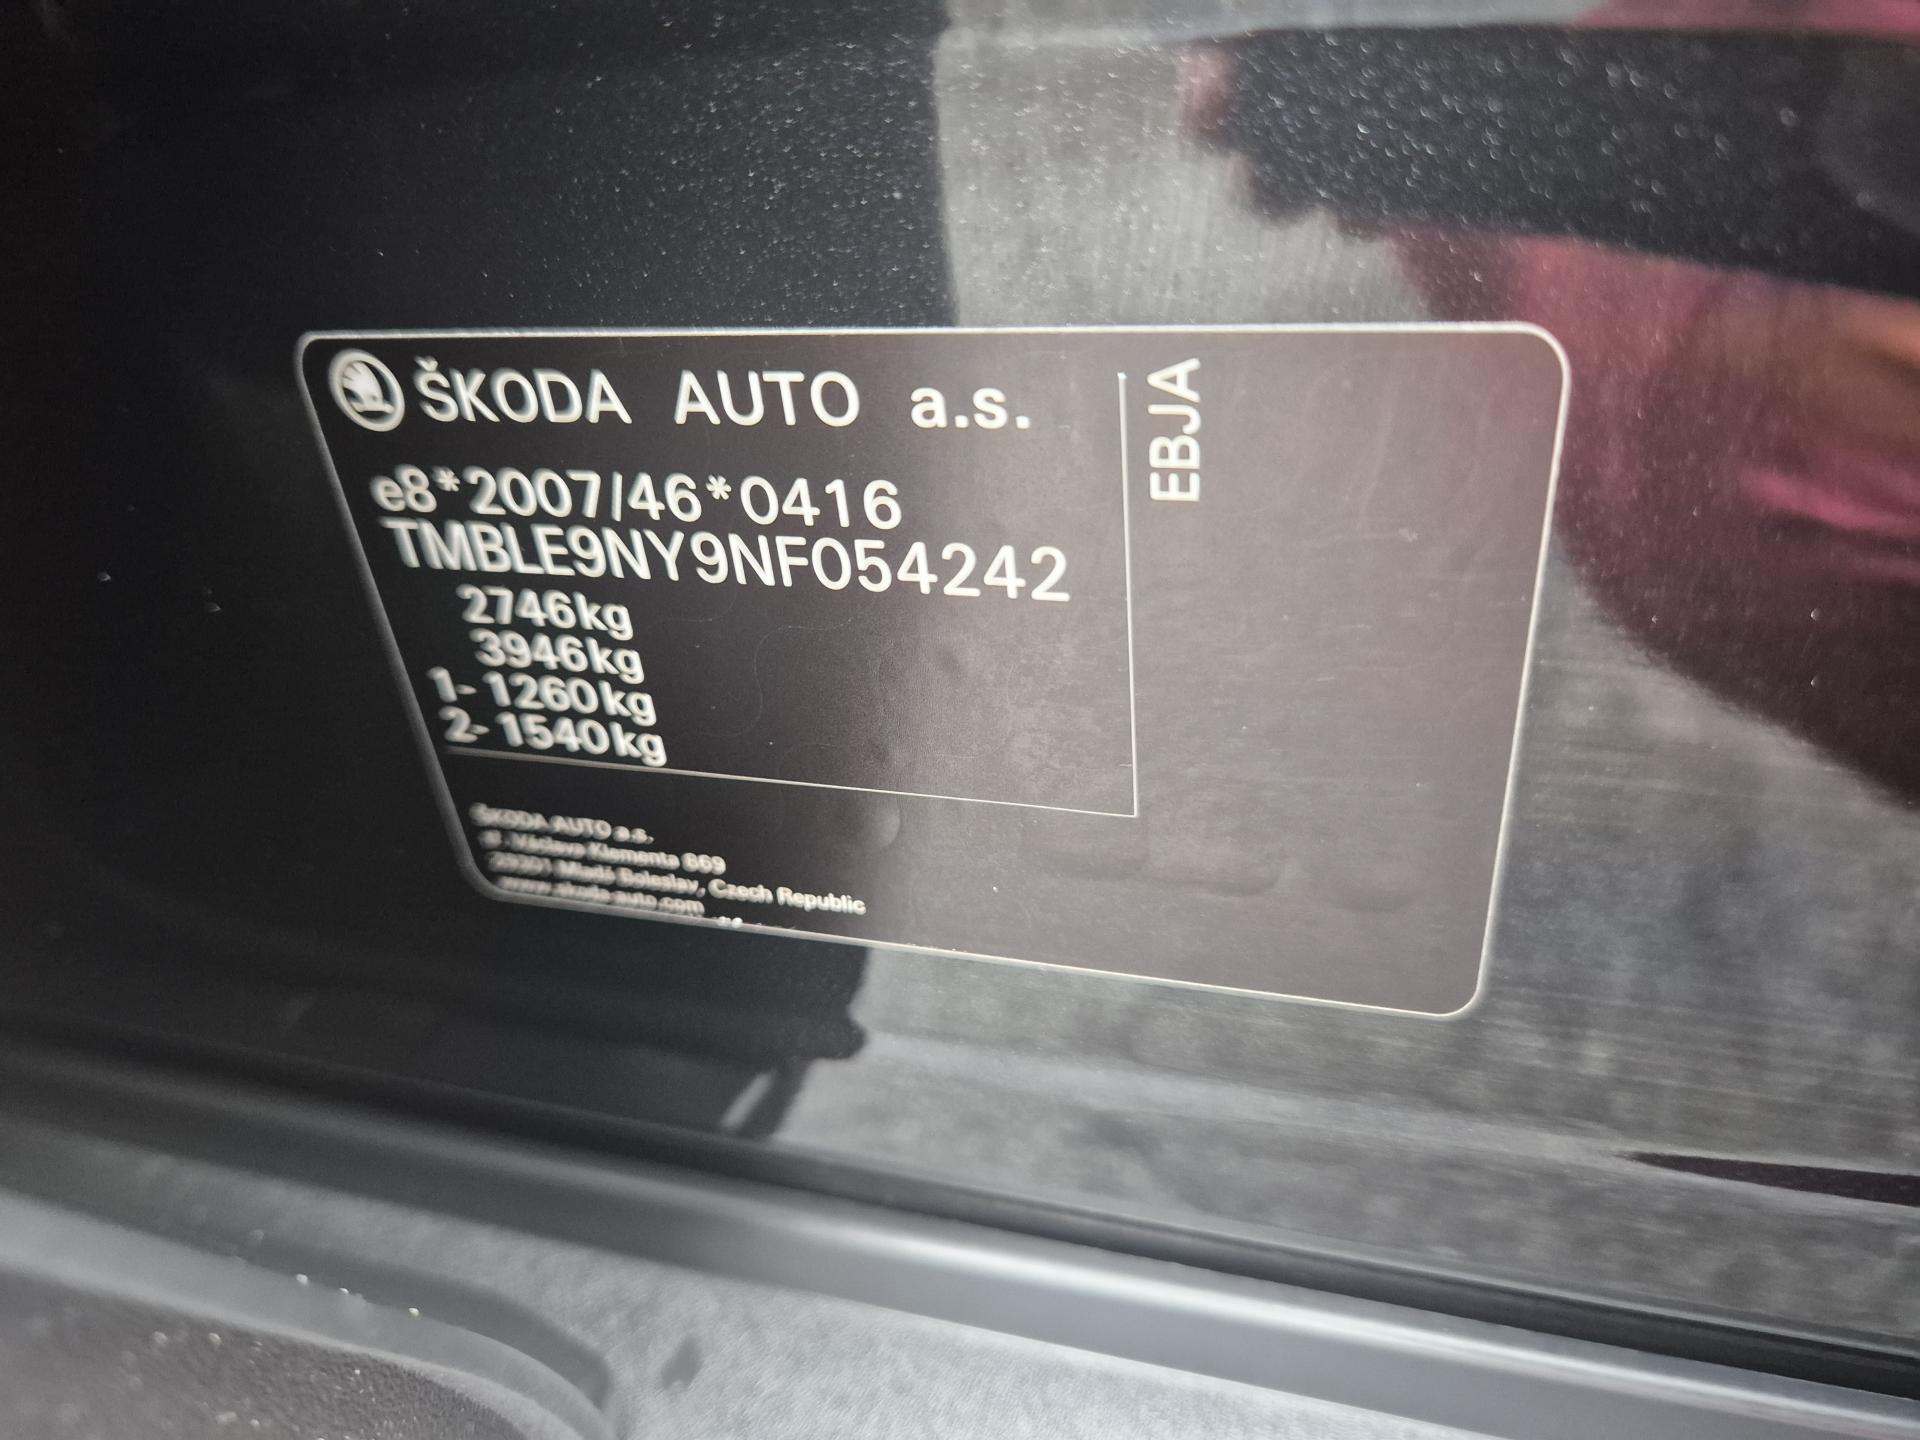 ŠKODA AUTO a.s.
e8*2007/46*0416
TMBLE9NY9NF054242
2746kg
3946kg
1- 1260kg
2- 1540kg
EBJA
ŠKODA AUTO a.s.
Václava Klementa 869
29301 Mladá Boleslav, Czech Republic
www.skoda-auto.com